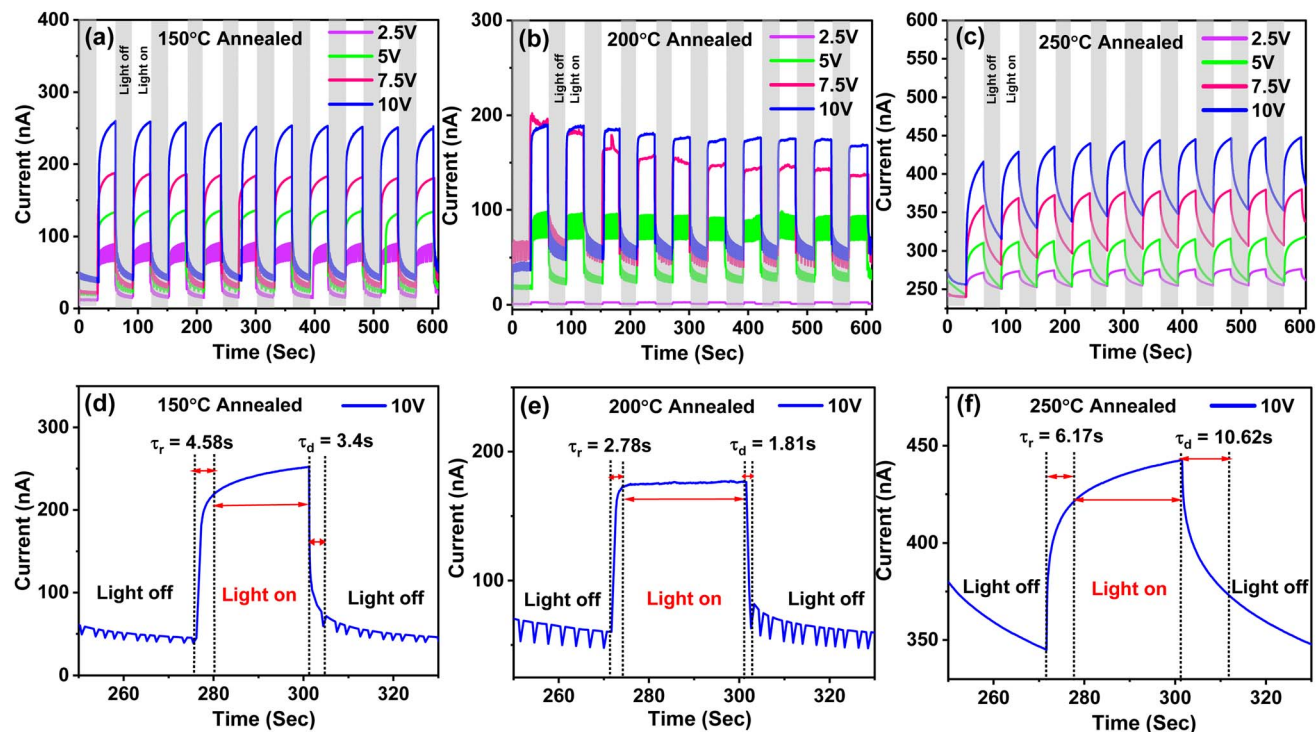 (a)
150°C Annealed
2.5V
5V
7.5V
10V
Light off
Light on
400
300
200
100
0
Current (nA)
0 100 200 300 400 500 600
Time (Sec)
(b)
200°C Annealed
2.5V
5V
7.5V
10V
Light off
Light on
300
200
100
0
Current (nA)
0 100 200 300 400 500 600
Time (Sec)
(c)
250°C Annealed
2.5V
5V
7.5V
10V
Light off
Light on
600
550
500
450
400
350
300
250
Current (nA)
0 100 200 300 400 500 600
Time (Sec)
(d)
150°C Annealed
10V
τr = 4.58s
τd = 3.4s
Light off
Light on
Light off
350
300
250
200
150
100
50
0
Current (nA)
260 280 300 320
Time (Sec)
(e)
200°C Annealed
10V
τr = 2.78s
τd = 1.81s
Light off
Light on
Light off
200
100
Current (nA)
260 280 300 320
Time (Sec)
(f)
250°C Annealed
10V
τr = 6.17s
τd = 10.62s
Light off
Light on
Light off
450
400
350
Current (nA)
260 280 300 320
Time (Sec)